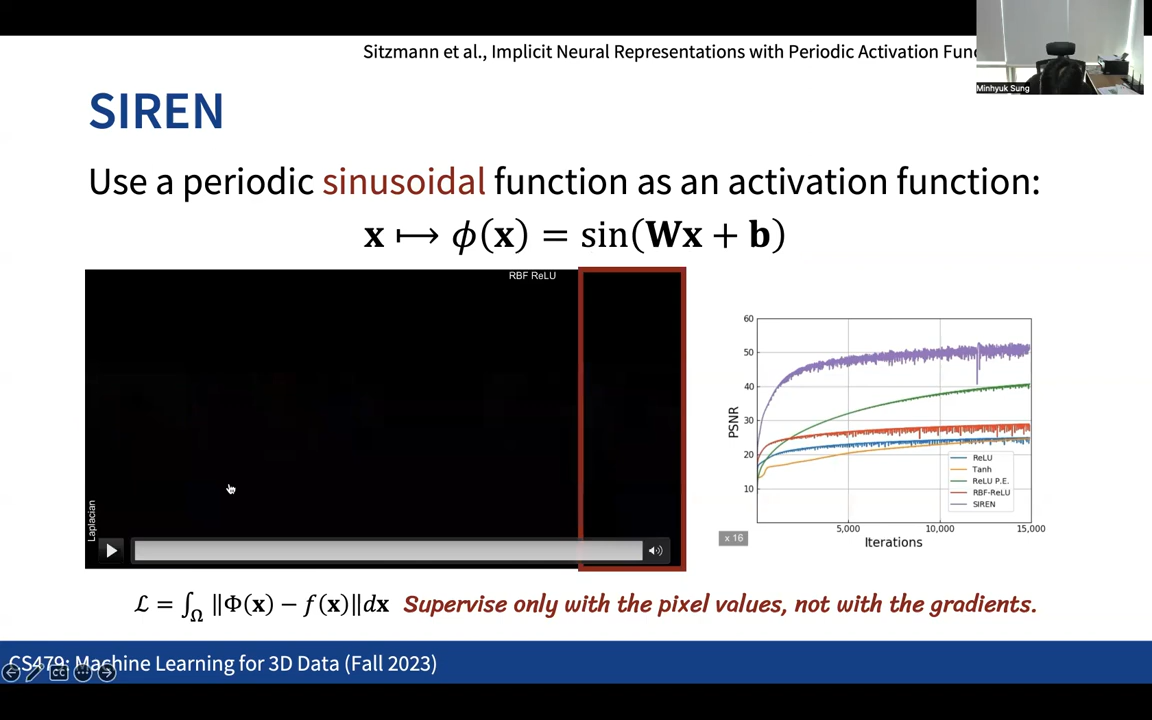 Sitzmann et al., Implicit Neural Representations with Periodic Activation Func
Minhyuk Sung
SIREN
Use a periodic sinusoidal function as an activation function:
𝐱 ⟼ 𝜙(𝐱) = sin(𝐖𝐱 + 𝐛)
RBF ReLU
Laplacian
60
50
40
30
20
10
PSNR
ReLU
Tanh
ReLU P.E.
RBF-ReLU
SIREN
5,000 10,000 15,000
Iterations
x 16
ℒ = ∫Ω ‖Φ(𝐱) − 𝑓(𝐱)‖𝑑𝐱 Supervise only with the pixel values, not with the gradients.
CS479: Machine Learning for 3D Data (Fall 2023)
CC